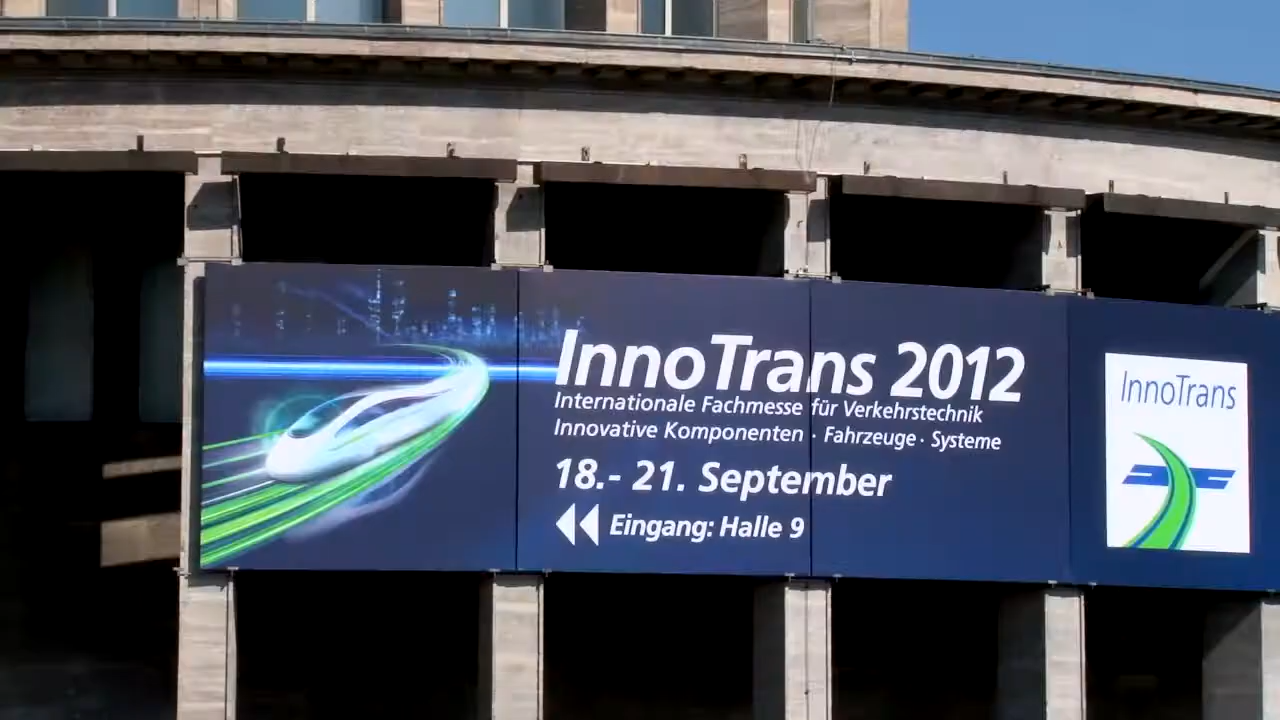 InnoTrans 2012
Internationale Fachmesse für Verkehrstechnik
Innovative Komponenten · Fahrzeuge · Systeme
18.- 21. September
Eingang: Halle 9
InnoTrans